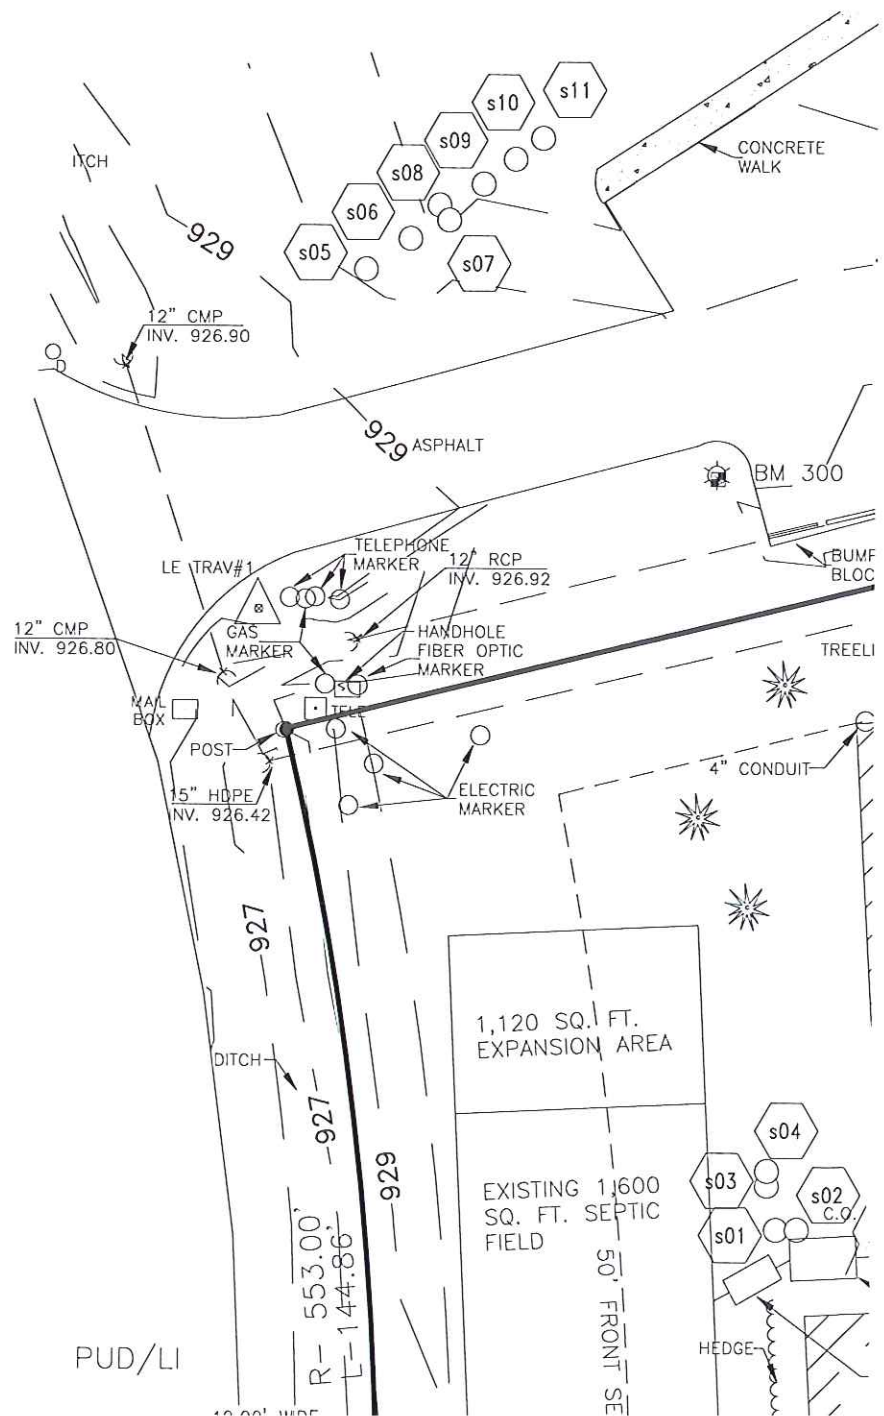 s10
s11
s09
s08
s06
s05
s07
ITCH
CONCRETE
WALK
929
12" CMP
INV. 926.90
D
929
ASPHALT
BM 300
TELEPHONE
MARKER
LE TRAV#1
12" RCP
INV. 926.92
BUMP
BLOC
12" CMP
INV. 926.80
GAS
MARKER
HANDHOLE
FIBER OPTIC
MARKER
TREELI
MAIL
BOX
S
TELE
POST
4" CONDUIT
15" HDPE
INV. 926.42
ELECTRIC
MARKER
927
1,120 SQ. FT.
EXPANSION AREA
DITCH
927
929
s04
s03
s02
s01
C.O.
EXISTING 1,600
SQ. FT. SEPTIC
FIELD
R- 553.00'
L-144.86'
50' FRONT SE
HEDGE
PUD/LI